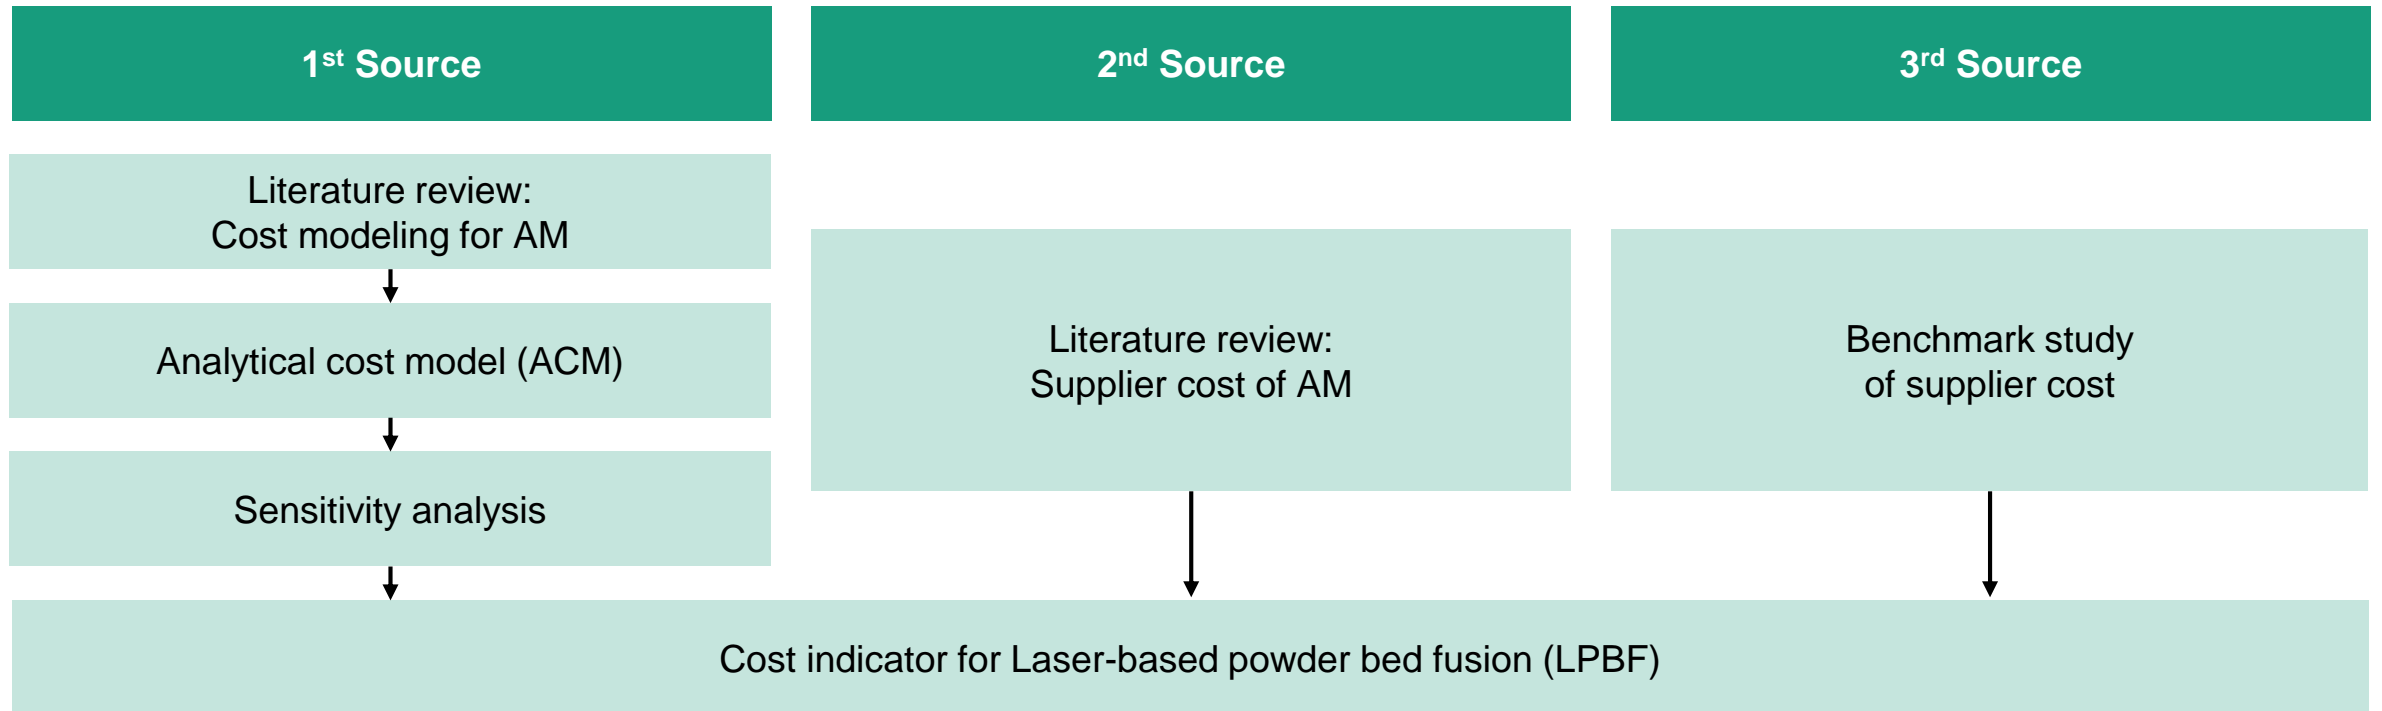 1st Source
2nd Source
3rd Source
Literature review:
Cost modeling for AM
Analytical cost model (ACM)
Sensitivity analysis
Literature review:
Supplier cost of AM
Benchmark study
of supplier cost
Cost indicator for Laser-based powder bed fusion (LPBF)